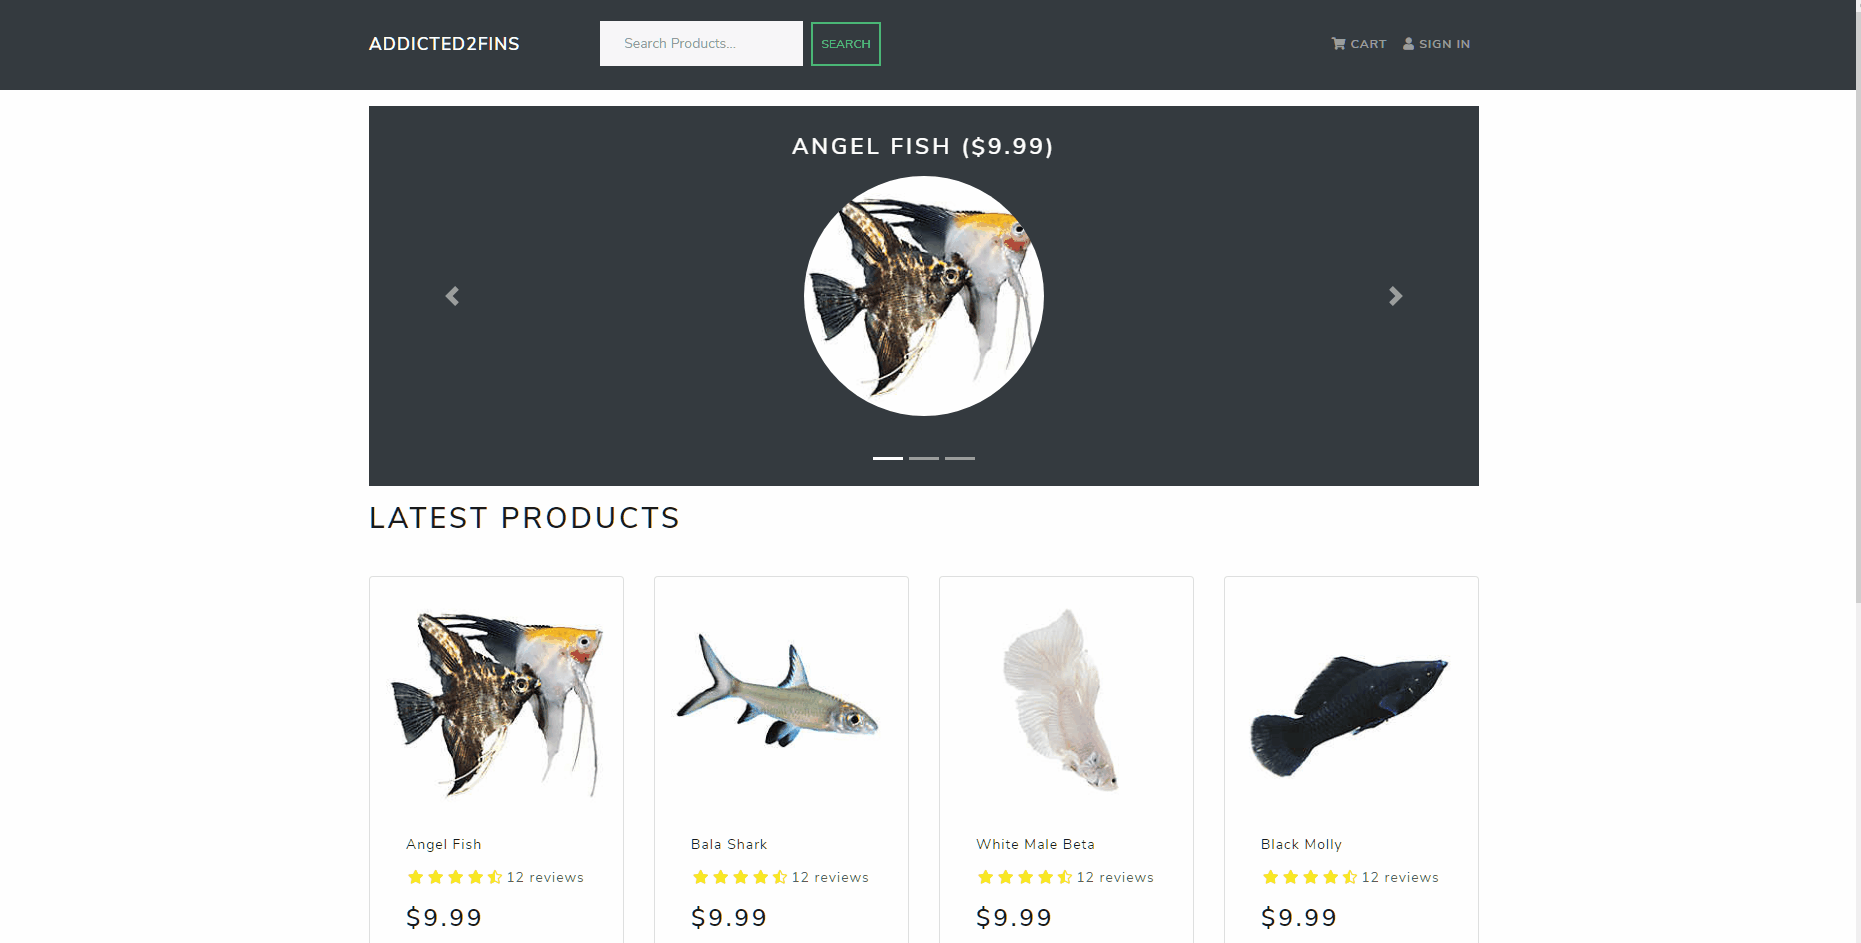 ADDICTED2FINS
Search Products...
SEARCH
CART
SIGN IN
ANGEL FISH ($9.99)
LATEST PRODUCTS
Angel Fish
12 reviews
$9.99
Bala Shark
12 reviews
$9.99
White Male Beta
12 reviews
$9.99
Black Molly
12 reviews
$9.99